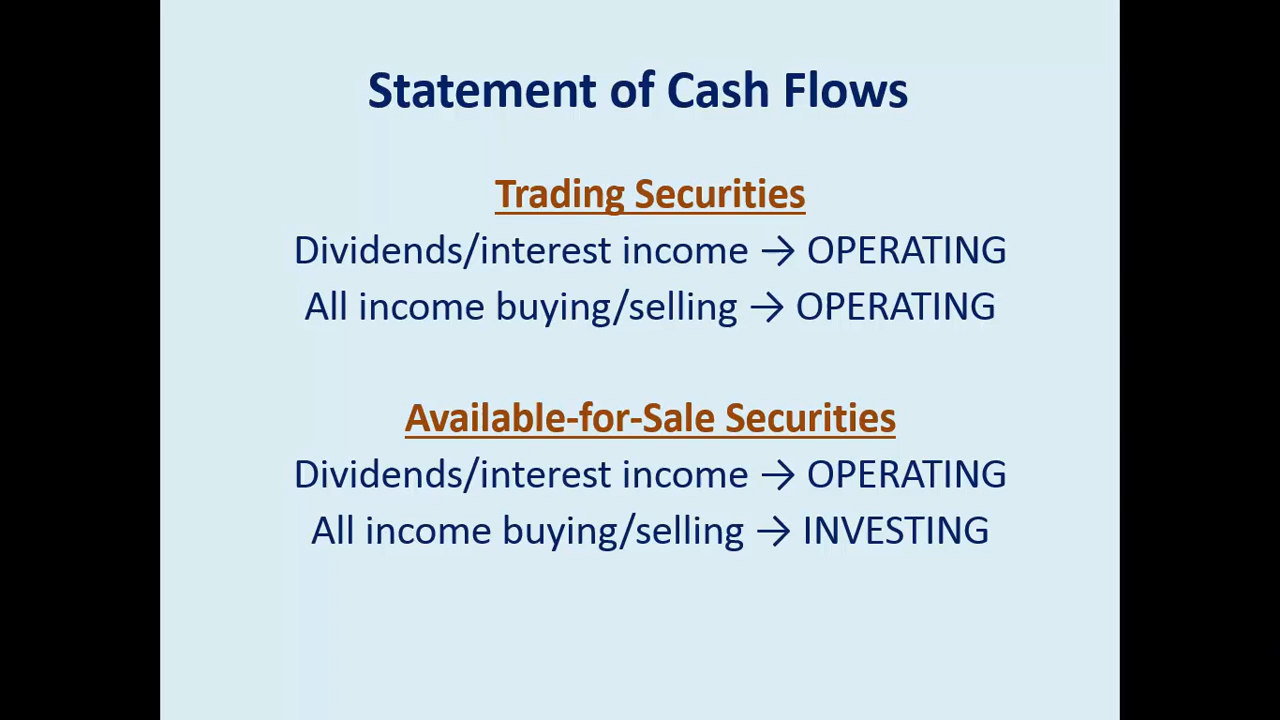 Statement of Cash Flows
Trading Securities
Dividends/interest income → OPERATING
All income buying/selling → OPERATING
Available-for-Sale Securities
Dividends/interest income → OPERATING
All income buying/selling → INVESTING